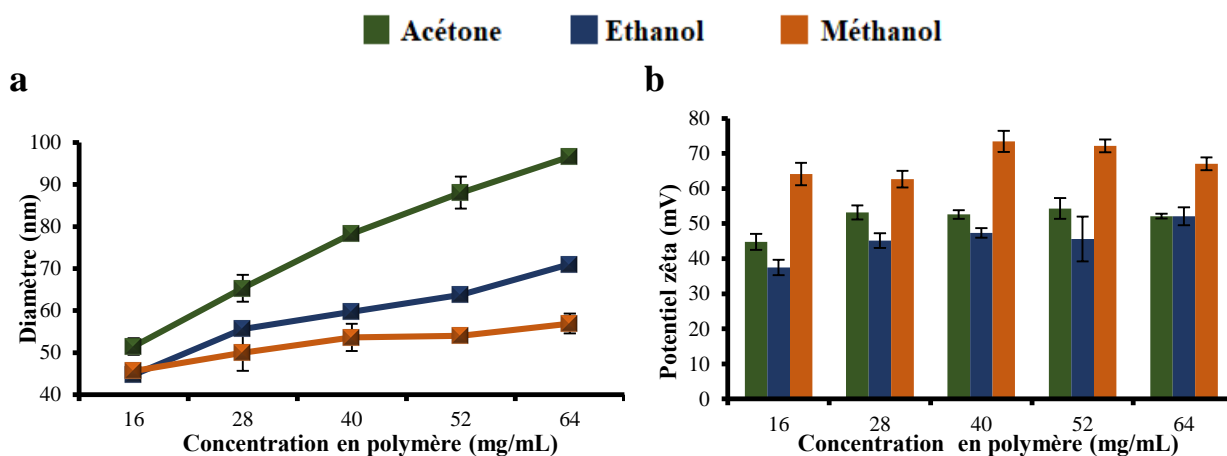 Acétone Ethanol Méthanol
a
b
Diamètre (nm)
100
90
80
70
60
50
40
16 28 40 52 64
Concentration en polymère (mg/mL)
Potentiel zêta (mV)
80
70
60
50
40
30
20
10
0
16 28 40 52 64
Concentration en polymère (mg/mL)